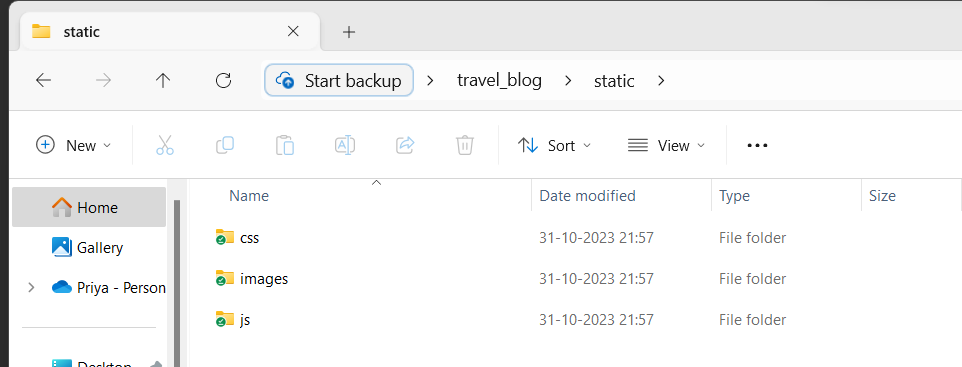 static
Start backup travel_blog static
New Sort View
Name Date modified Type Size
Home
Gallery
Priya - Person
Desktop
css 31-10-2023 21:57 File folder
images 31-10-2023 21:57 File folder
js 31-10-2023 21:57 File folder